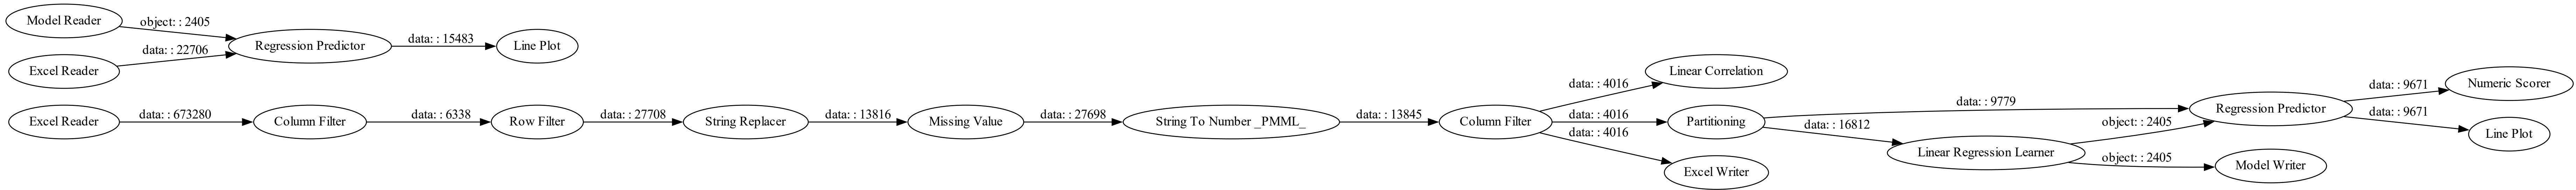 Model Reader
object: : 2405
Regression Predictor
data: : 15483
Line Plot
data: : 22706
Excel Reader
Excel Reader
data: : 673280
Column Filter
data: : 6338
Row Filter
data: : 27708
String Replacer
data: : 13816
Missing Value
data: : 27698
String To Number _PMML_
data: : 13845
Column Filter
data: : 4016
Linear Correlation
data: : 4016
Partitioning
data: : 4016
Excel Writer
data: : 9779
data: : 16812
Linear Regression Learner
object: : 2405
Regression Predictor
object: : 2405
Model Writer
data: : 9671
Numeric Scorer
data: : 9671
Line Plot